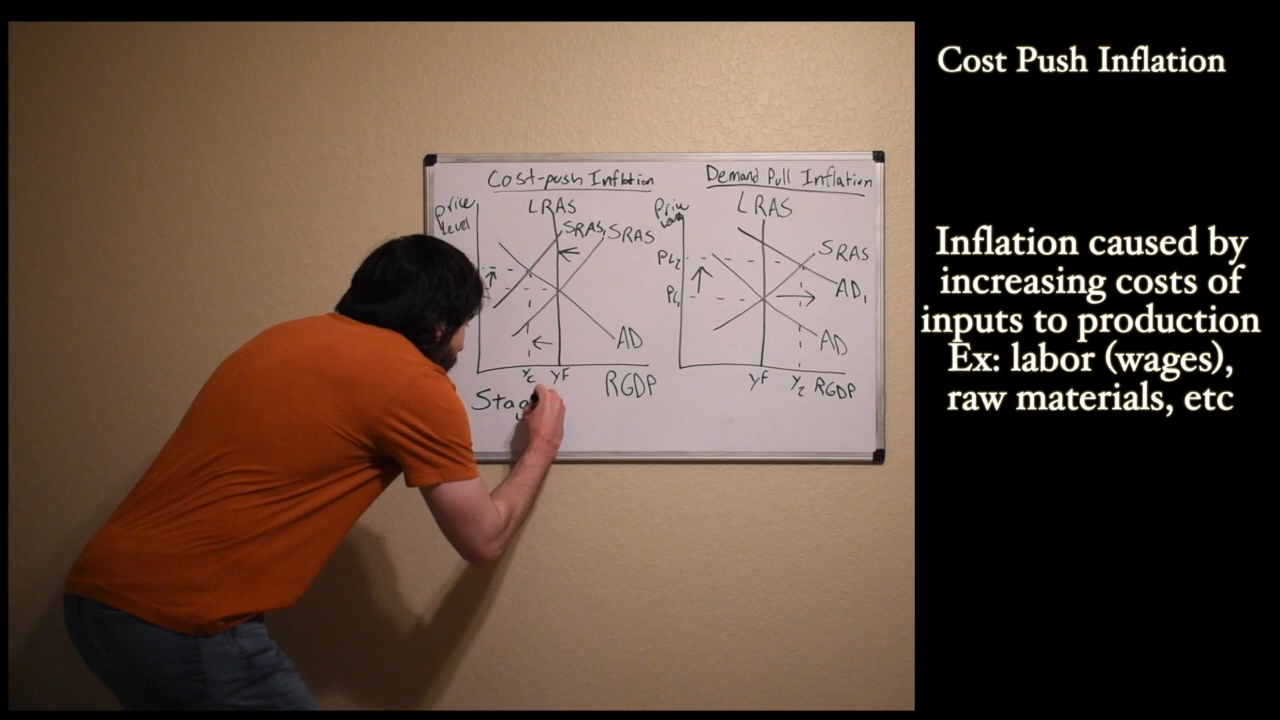 Cost Push Inflation
Inflation caused by
increasing costs of
inputs to production
Ex: labor (wages),
raw materials, etc
Cost-push Inflation
Price
Level
LRAS
SRAS
SRAS
AD
YF
RGDP
Stag
Demand Pull Inflation
Price
LRAS
SRAS
PL2
PL1
AD1
AD
YF
Y2
RGDP